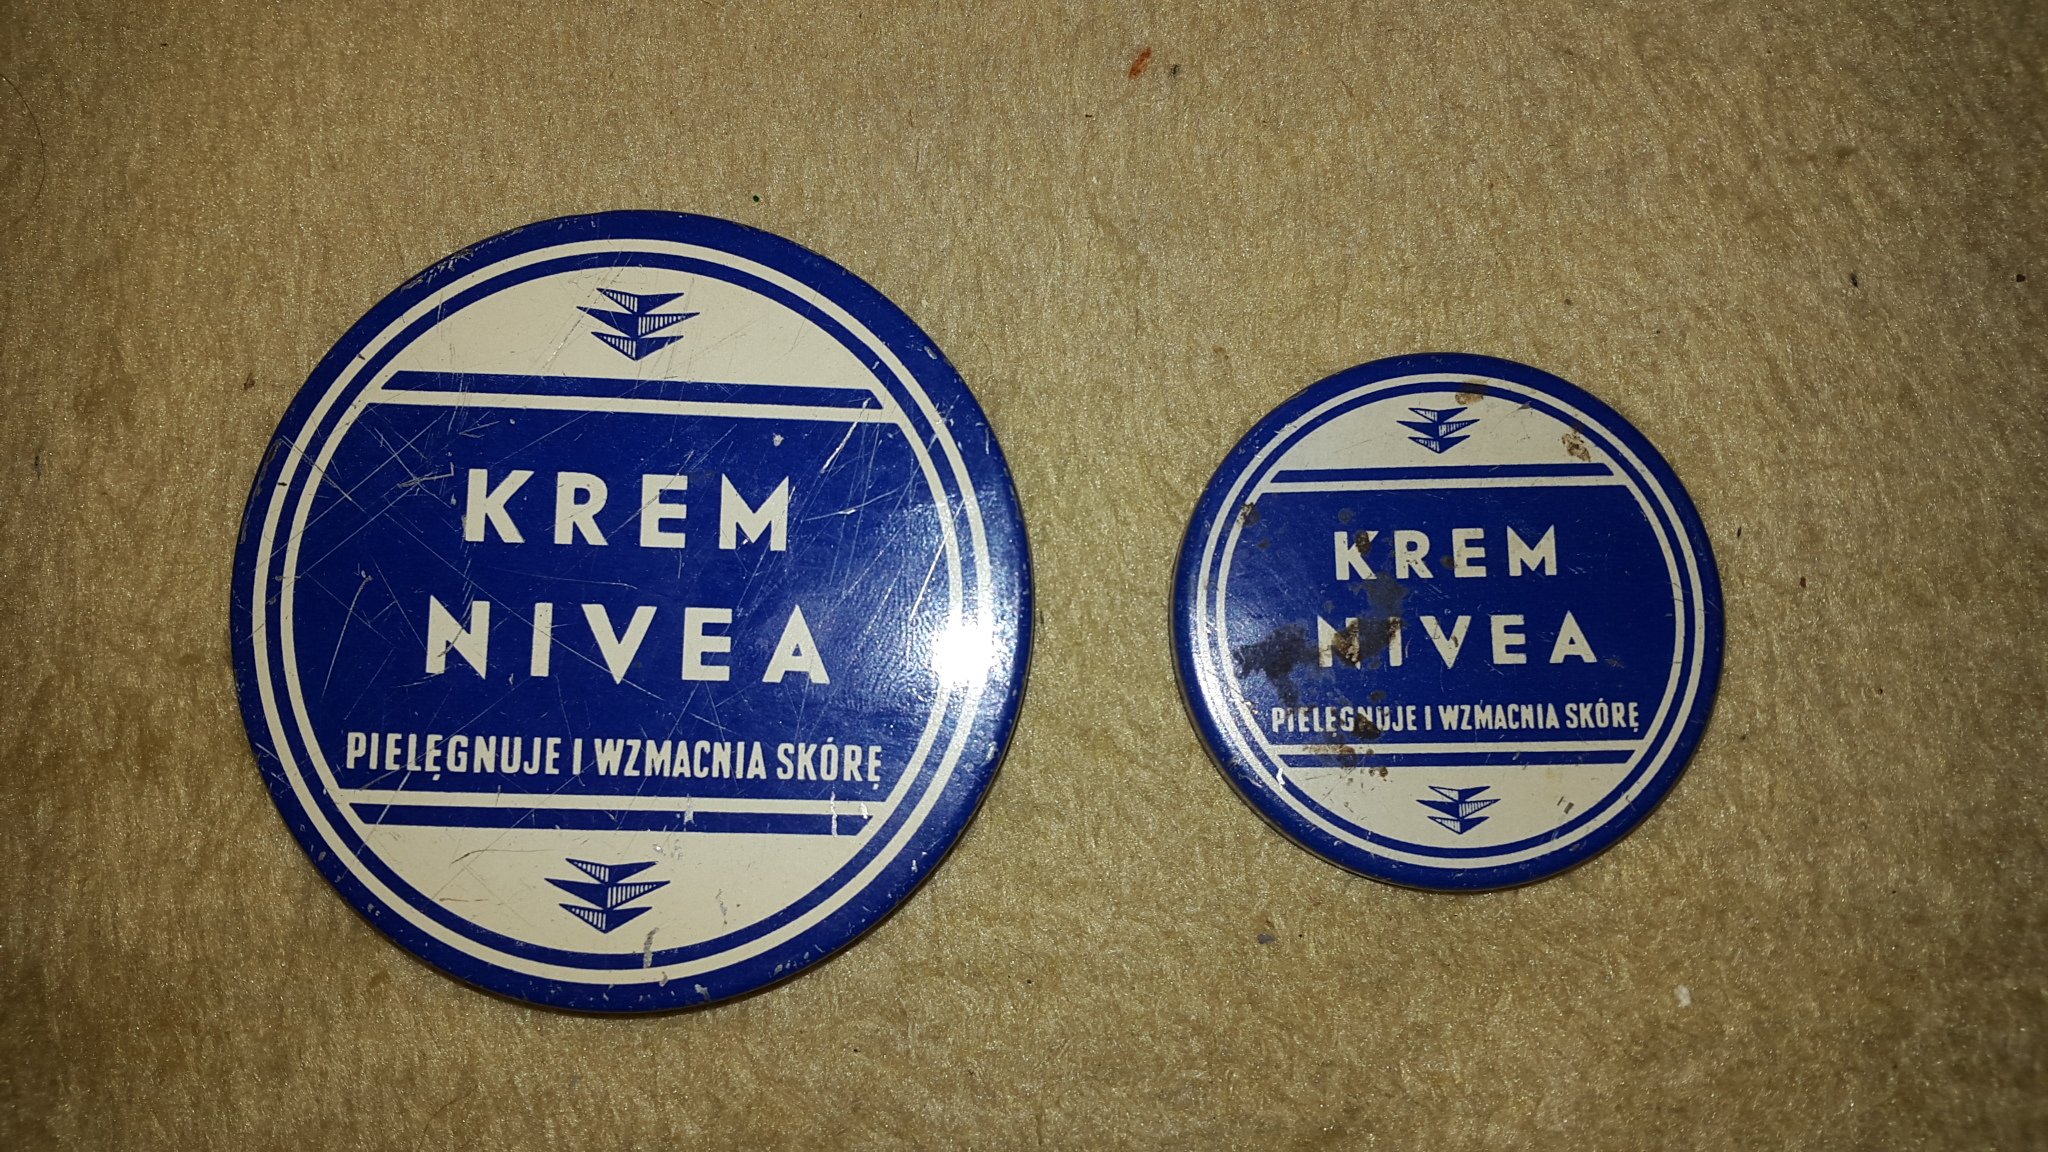 KREM
NIVEA
PIELĘGNUJE I WZMACNIA SKÓRĘ
KREM
NIVEA
PIELĘGNUJE I WZMACNIA SKÓRĘ